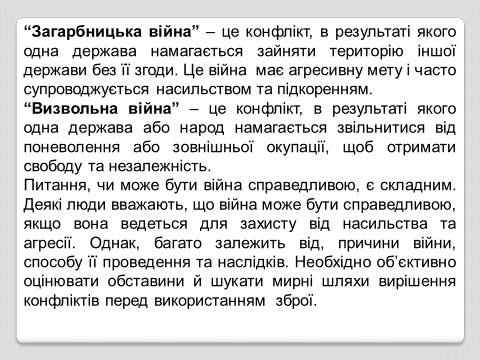 “Загарбницька війна” – це конфлікт, в результаті якого
одна держава намагається зайняти територію іншої
держави без її згоди. Це війна має агресивну мету і часто
супроводжується насильством та підкоренням.
“Визвольна війна” – це конфлікт, в результаті якого
одна держава або народ намагається звільнитися від
поневолення або зовнішньої окупації, щоб отримати
свободу та незалежність.
Питання, чи може бути війна справедливою, є складним.
Деякі люди вважають, що війна може бути справедливою,
якщо вона ведеться для захисту від насильства та
агресії. Однак, багато залежить від, причини війни,
способу її проведення та наслідків. Необхідно об’єктивно
оцінювати обставини й шукати мирні шляхи вирішення
конфліктів перед використанням зброї.